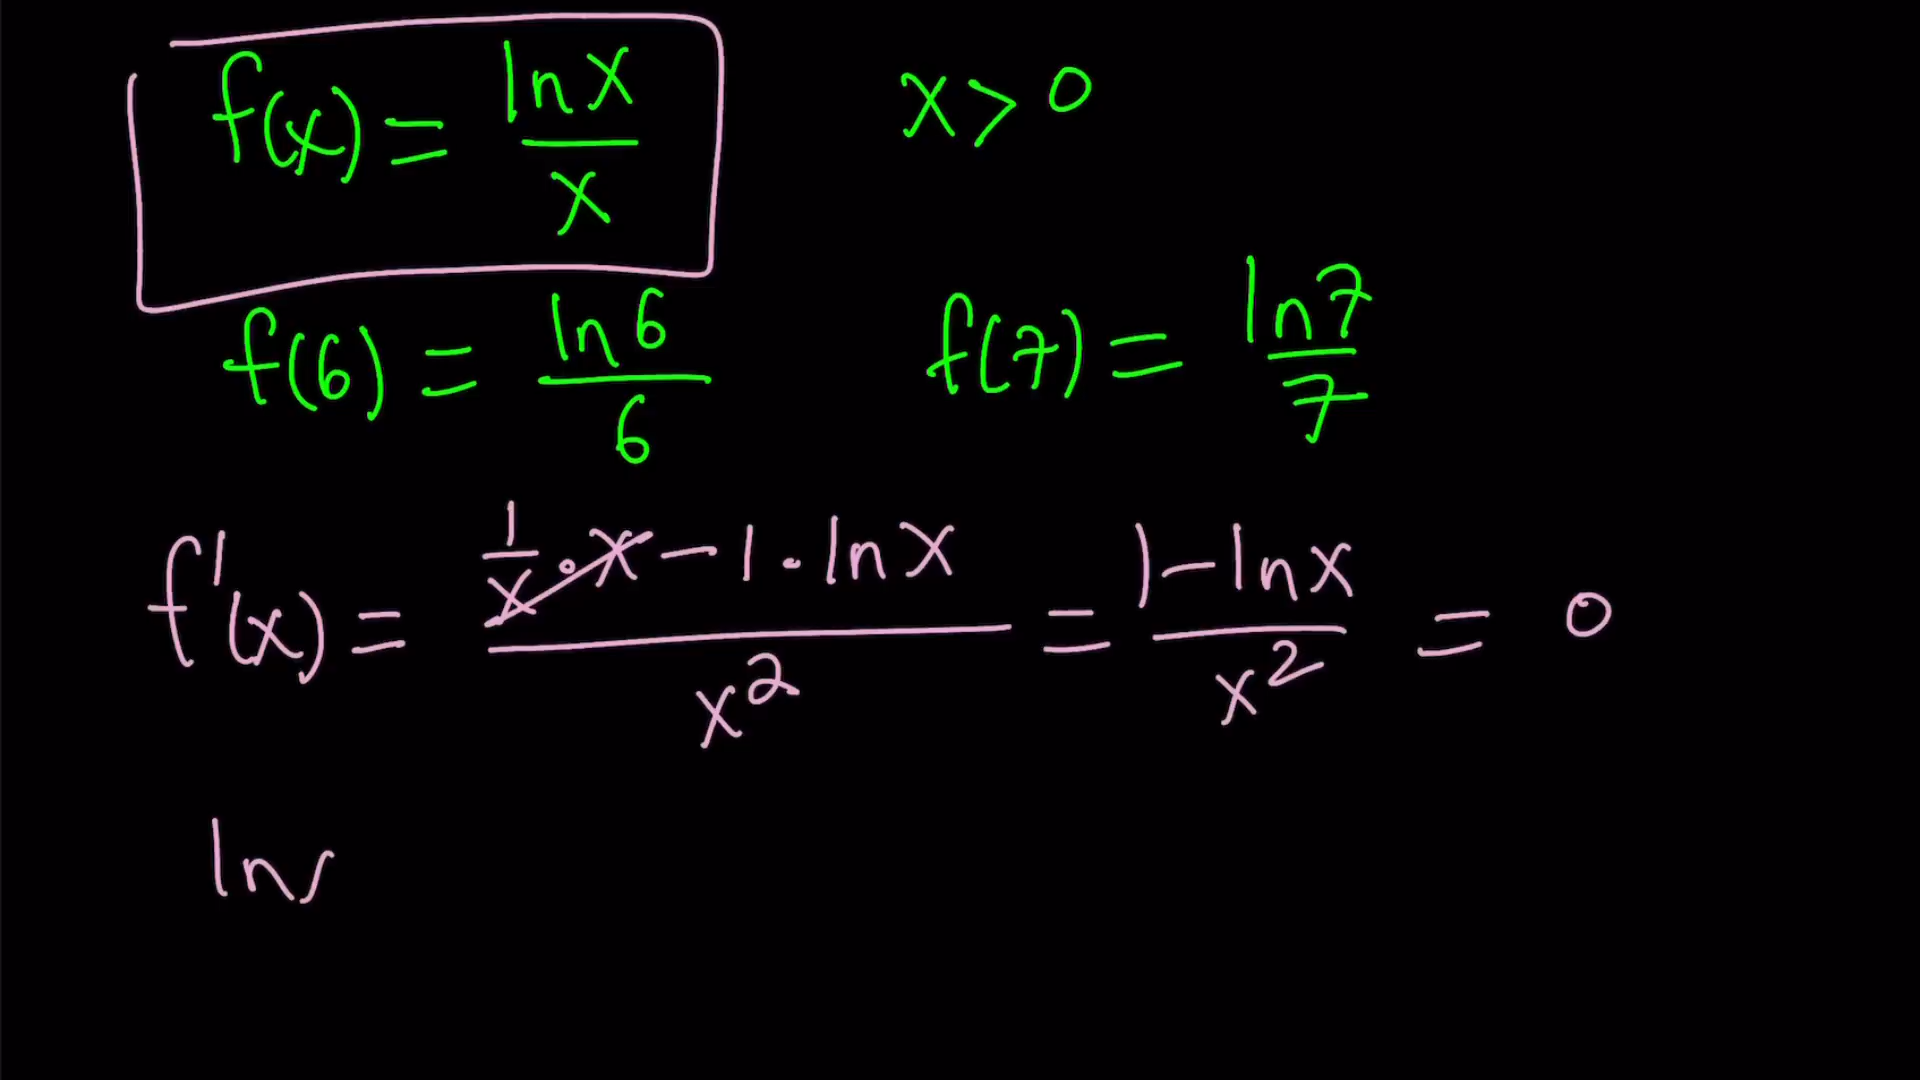 f(x) = ln x / x    x > 0
f(6) = ln 6 / 6    f(7) = ln 7 / 7
f'(x) = (1/x · x − 1 · ln x) / x² = (1 − ln x) / x² = 0
ln